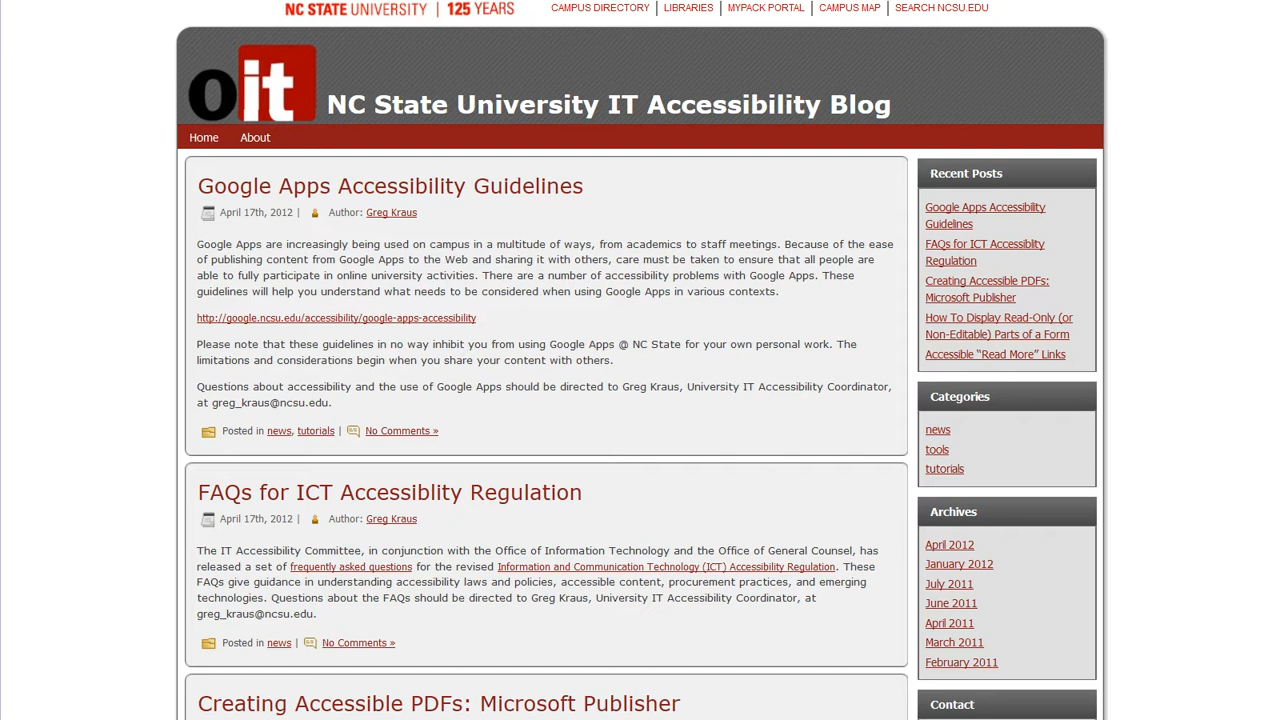 NC STATE UNIVERSITY | 125 YEARS
CAMPUS DIRECTORY | LIBRARIES | MYPACK PORTAL | CAMPUS MAP | SEARCH NCSU.EDU
oit
NC State University IT Accessibility Blog
Home About
Google Apps Accessibility Guidelines
April 17th, 2012 | Author: Greg Kraus
Google Apps are increasingly being used on campus in a multitude of ways, from academics to staff meetings. Because of the ease
of publishing content from Google Apps to the Web and sharing it with others, care must be taken to ensure that all people are
able to fully participate in online university activities. There are a number of accessibility problems with Google Apps. These
guidelines will help you understand what needs to be considered when using Google Apps in various contexts.
http://google.ncsu.edu/accessibility/google-apps-accessibility
Please note that these guidelines in no way inhibit you from using Google Apps @ NC State for your own personal work. The
limitations and considerations begin when you share your content with others.
Questions about accessibility and the use of Google Apps should be directed to Greg Kraus, University IT Accessibility Coordinator,
at greg_kraus@ncsu.edu.
Posted in news, tutorials | No Comments »
FAQs for ICT Accessiblity Regulation
April 17th, 2012 | Author: Greg Kraus
The IT Accessibility Committee, in conjunction with the Office of Information Technology and the Office of General Counsel, has
released a set of frequently asked questions for the revised Information and Communication Technology (ICT) Accessibility Regulation. These
FAQs give guidance in understanding accessibility laws and policies, accessible content, procurement practices, and emerging
technologies. Questions about the FAQs should be directed to Greg Kraus, University IT Accessibility Coordinator, at
greg_kraus@ncsu.edu.
Posted in news | No Comments »
Creating Accessible PDFs: Microsoft Publisher
Recent Posts
Google Apps Accessibility
Guidelines
FAQs for ICT Accessiblity
Regulation
Creating Accessible PDFs:
Microsoft Publisher
How To Display Read-Only (or
Non-Editable) Parts of a Form
Accessible “Read More” Links
Categories
news
tools
tutorials
Archives
April 2012
January 2012
July 2011
June 2011
April 2011
March 2011
February 2011
Contact